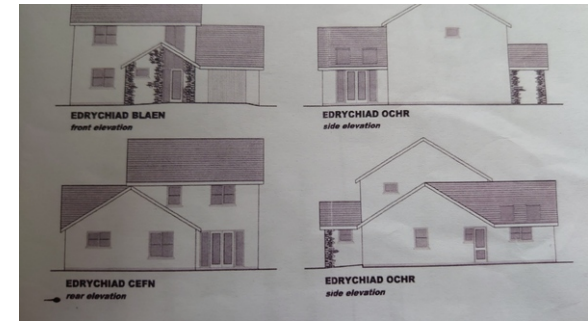 EDRYCHIAD BLAEN
front elevation
EDRYCHIAD OCHR
side elevation
EDRYCHIAD CEFN
rear elevation
EDRYCHIAD OCHR
side elevation